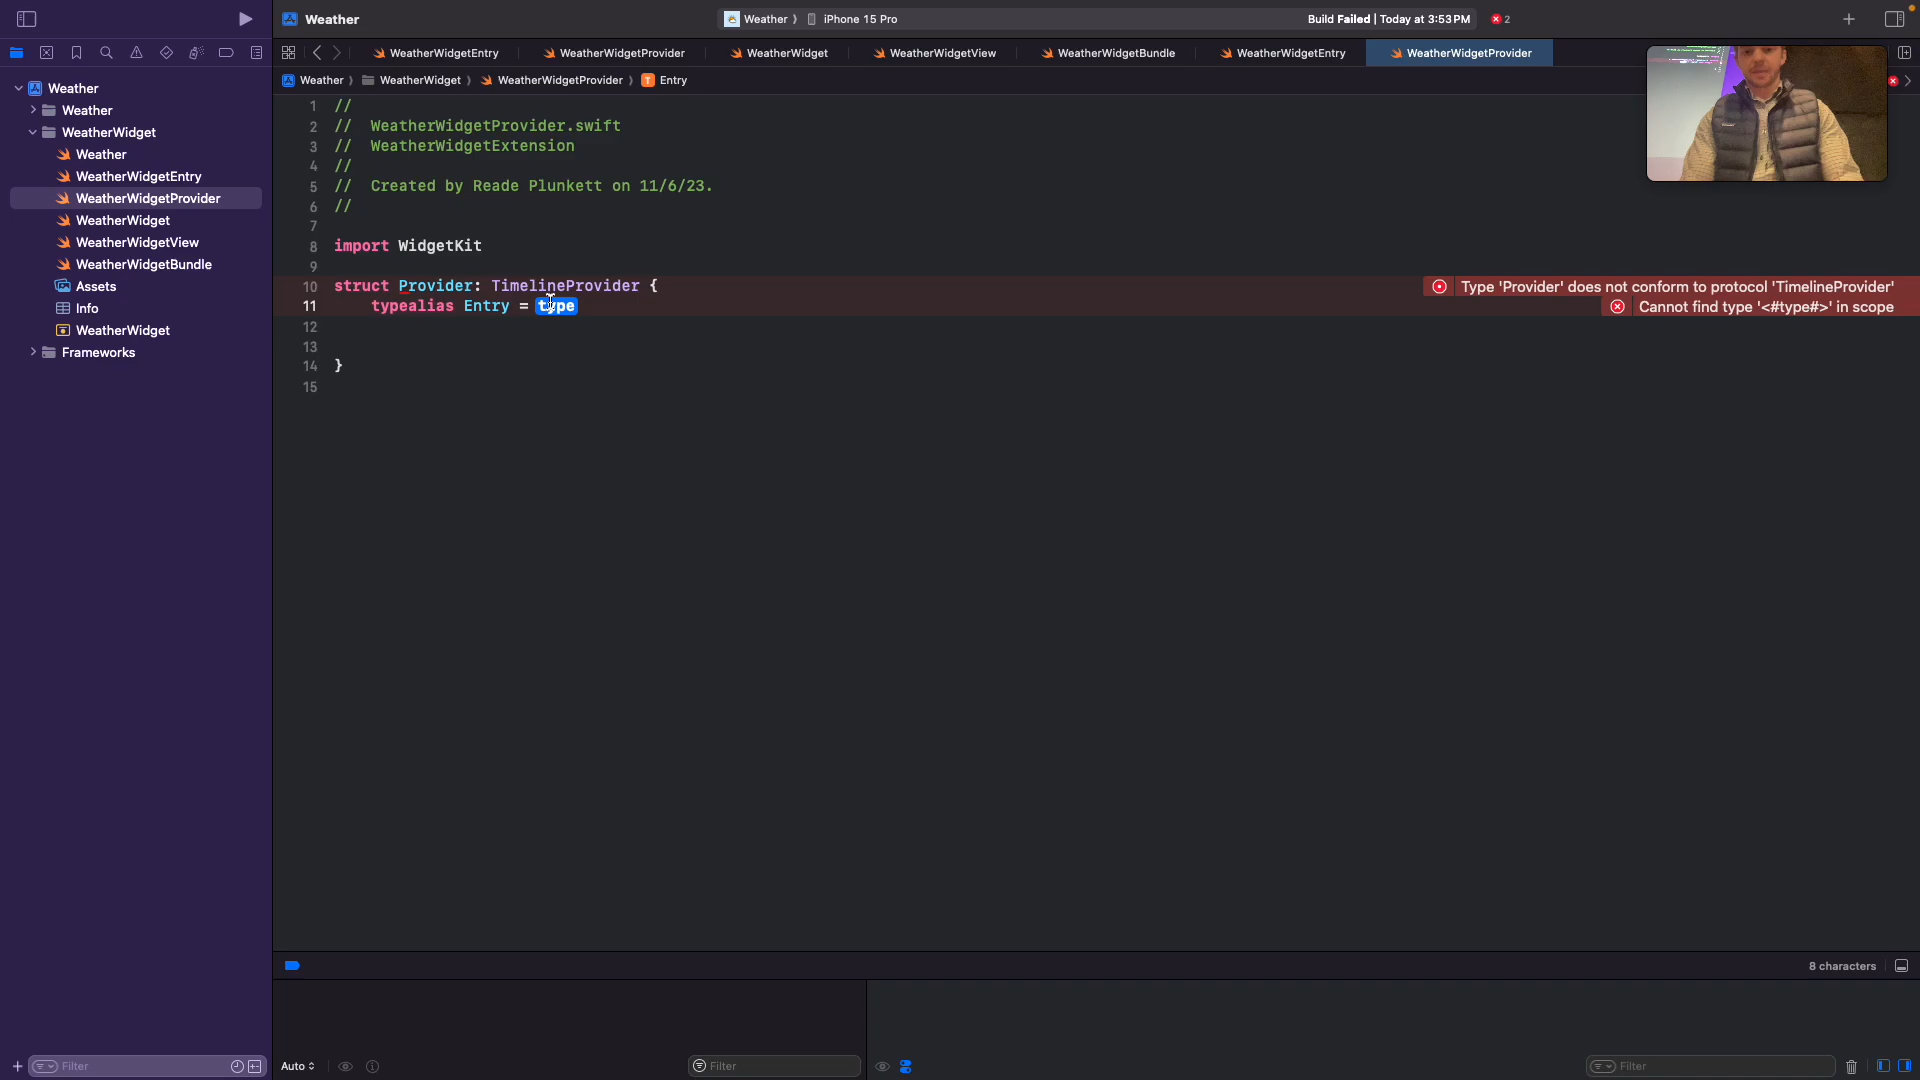 Weather
Weather
iPhone 15 Pro
Build Failed | Today at 3:53 PM
2
WeatherWidgetEntry
WeatherWidgetProvider
WeatherWidget
WeatherWidgetView
WeatherWidgetBundle
WeatherWidgetEntry
WeatherWidgetProvider
Weather
WeatherWidget
WeatherWidgetProvider
T Entry
Weather
Weather
WeatherWidget
Weather
WeatherWidgetEntry
WeatherWidgetProvider
WeatherWidget
WeatherWidgetView
WeatherWidgetBundle
Assets
Info
WeatherWidget
Frameworks
1 //
2 //  WeatherWidgetProvider.swift
3 //  WeatherWidgetExtension
4 //
5 //  Created by Reade Plunkett on 11/6/23.
6 //
7
8 import WidgetKit
9
10 struct Provider: TimelineProvider {
Type 'Provider' does not conform to protocol 'TimelineProvider'
11     typealias Entry = type
Cannot find type '<#type#>' in scope
12
13
14 }
15
8 characters
Filter
Auto
Filter
Filter